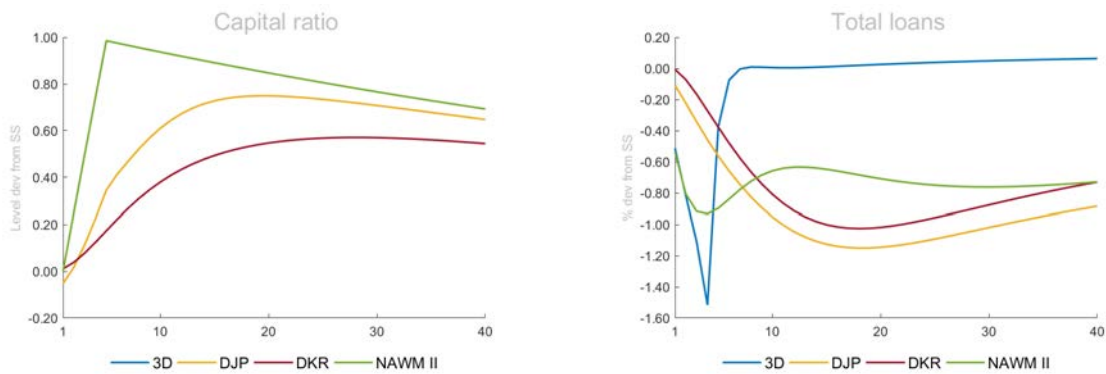 Capital ratio
1.00
0.80
0.60
0.40
0.20
0.00
-0.20
Level dev from SS
1 10 20 30 40
3D DJP DKR NAWM II
Total loans
0.20
0.00
-0.20
-0.40
-0.60
-0.80
-1.00
-1.20
-1.40
-1.60
% dev from SS
1 10 20 30 40
3D DJP DKR NAWM II